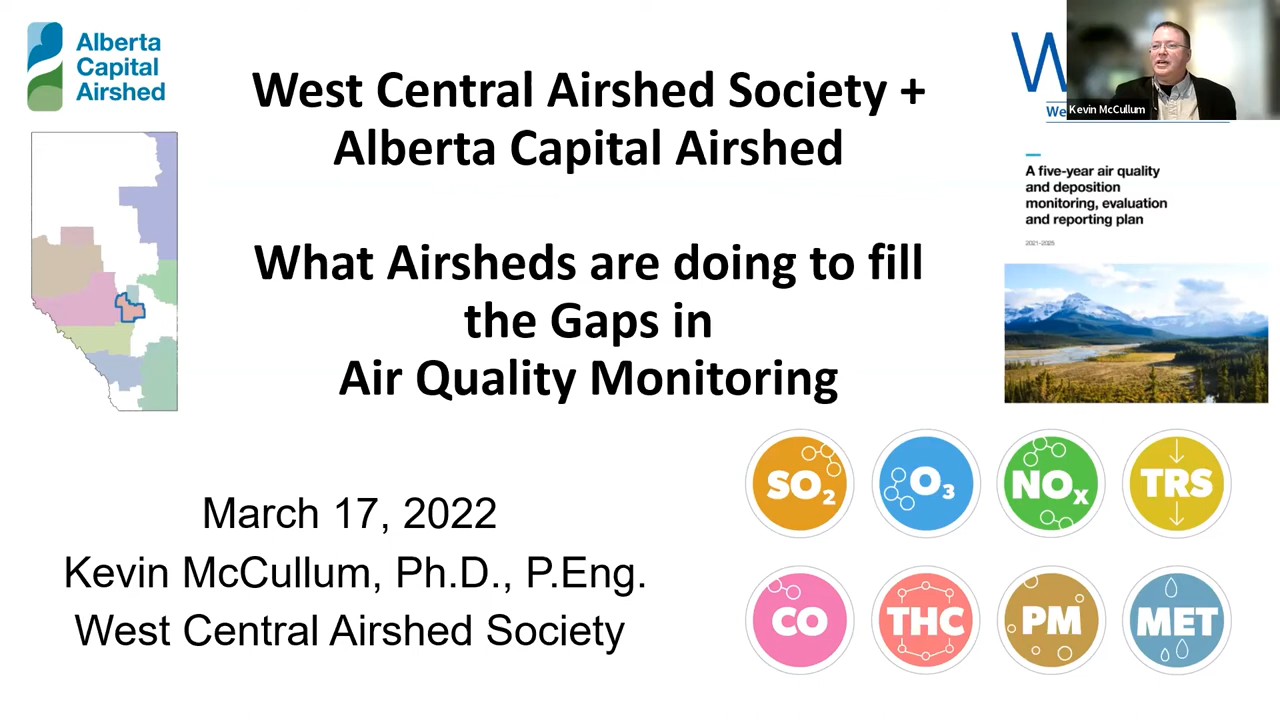 Alberta
Capital
Airshed
West Central Airshed Society +
Alberta Capital Airshed
What Airsheds are doing to fill
the Gaps in
Air Quality Monitoring
March 17, 2022
Kevin McCullum, Ph.D., P.Eng.
West Central Airshed Society
W
We
Kevin McCullum
A five-year air quality
and deposition
monitoring, evaluation
and reporting plan
2021-2025
SO2
O3
NOX
TRS
CO
THC
PM
MET